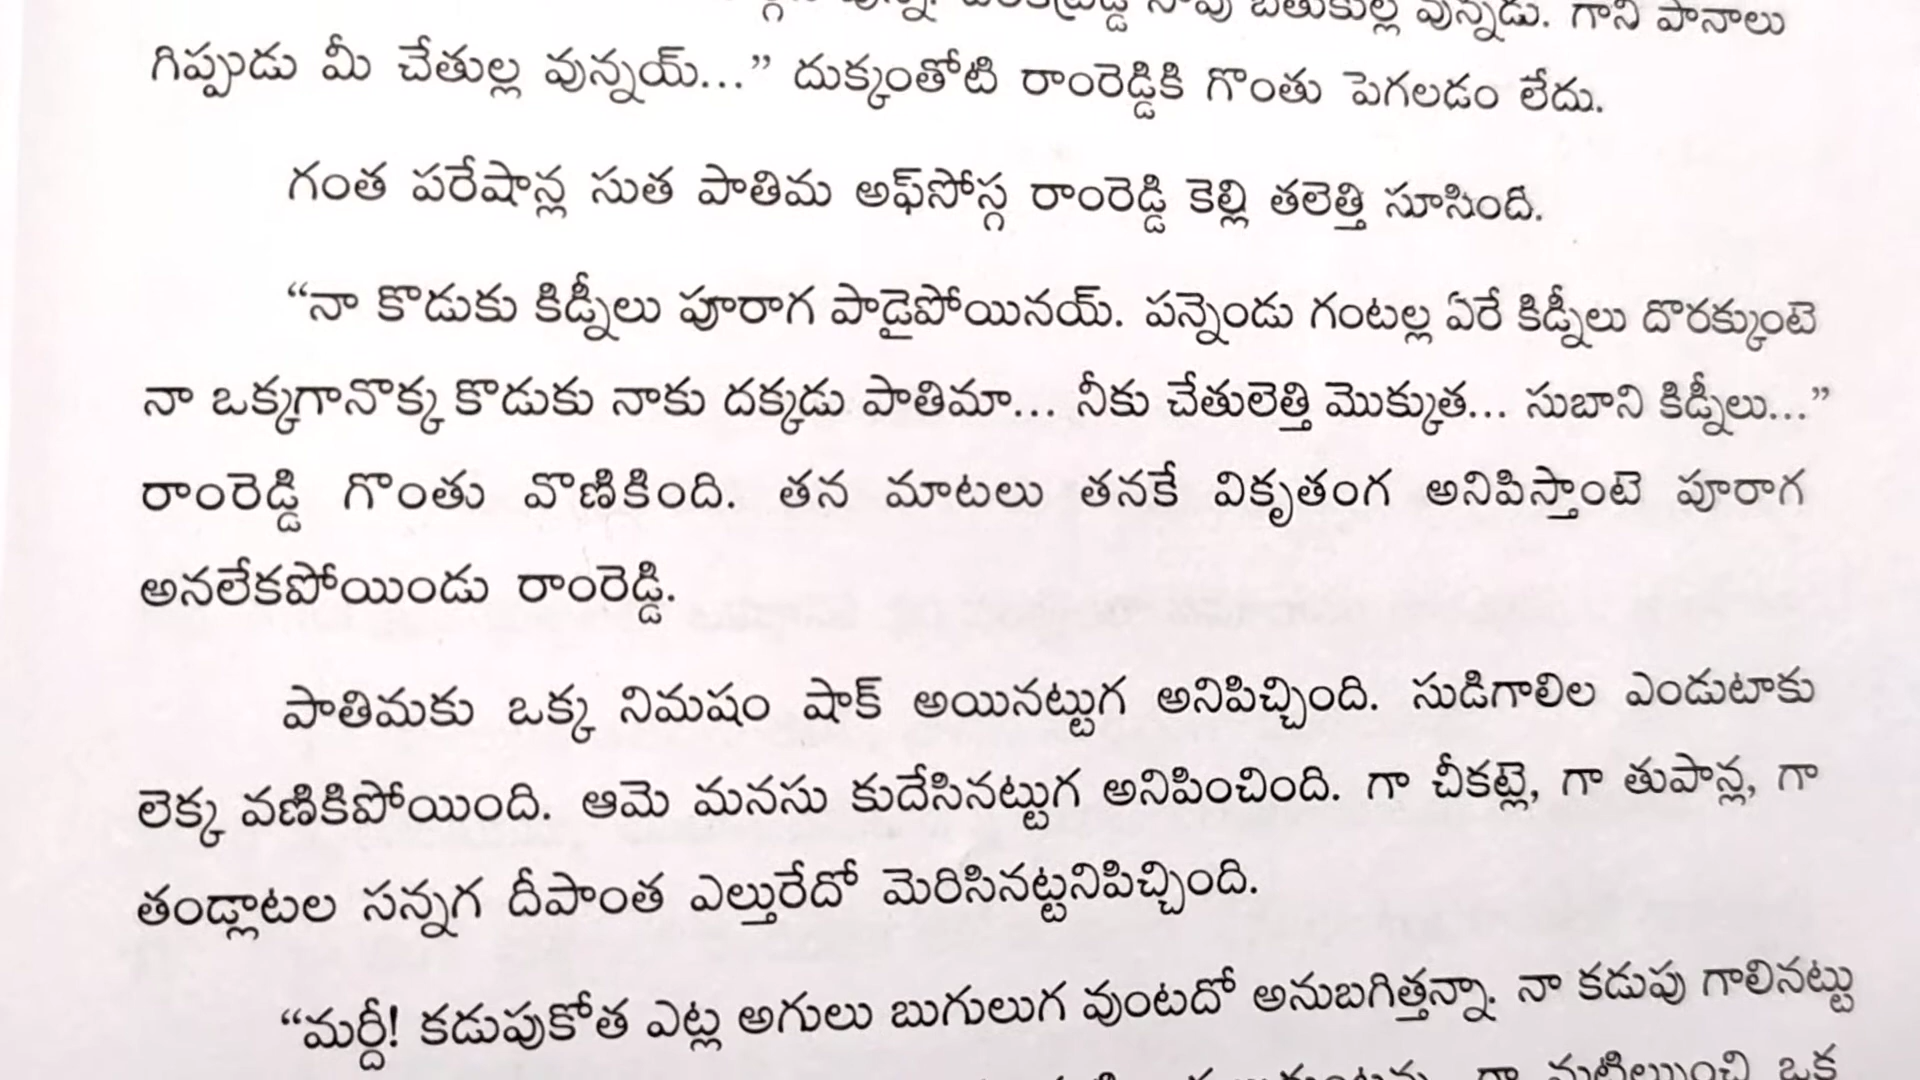 వున్నడు. గాని పానాలు
గిప్పుడు మీ చేతుల్ల వున్నయ్...” దుక్కంతోటి రాంరెడ్డికి గొంతు పెగలడం లేదు.
గంత పరేషాన్ల సుత పాతిమ అఫ్‌సోస్గ రాంరెడ్డి కెల్లి తలెత్తి సూసింది.
“నా కొడుకు కిడ్నీలు పూరాగ పాడైపోయినయ్. పన్నెండు గంటల్ల ఏరే కిడ్నీలు దొరక్కుంటె
నా ఒక్కగానొక్క కొడుకు నాకు దక్కడు పాతిమా... నీకు చేతులెత్తి మొక్కుత... సుబాని కిడ్నీలు...”
రాంరెడ్డి గొంతు వొణికింది. తన మాటలు తనకే వికృతంగ అనిపిస్తాంటె పూరాగ
అనలేకపోయిండు రాంరెడ్డి.
పాతిమకు ఒక్క నిమషం షాక్ అయినట్టుగ అనిపిచ్చింది. సుడిగాలిల ఎండుటాకు
లెక్క వణికిపోయింది. ఆమె మనసు కుదేసినట్టుగ అనిపించింది. గా చీకట్లె, గా తుపాన్ల, గా
తండ్లాటల సన్నగ దీపాంత ఎల్తురేదో మెరిసినట్టనిపిచ్చింది.
“మర్దీ! కడుపుకోత ఎట్ల అగులు బుగులుగ వుంటదో అనుబగిత్తన్నా. నా కడుపు గాలినట్టు
ఒక